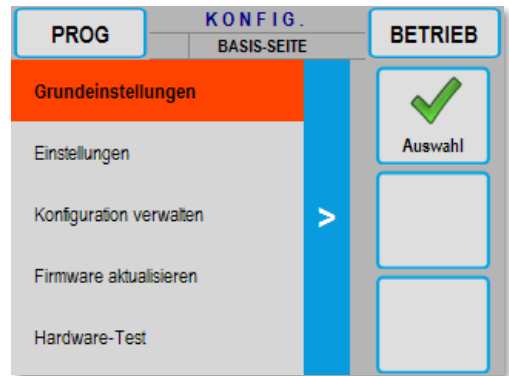 PROG
KONFIG.
BASIS-SEITE
BETRIEB
Grundeinstellungen
Auswahl
Einstellungen
Konfiguration verwalten
>
Firmware aktualisieren
Hardware-Test